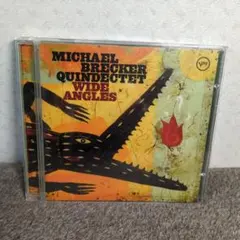 MICHAEL
BRECKER
QUINDECTET
WIDE
ANGLES
verve